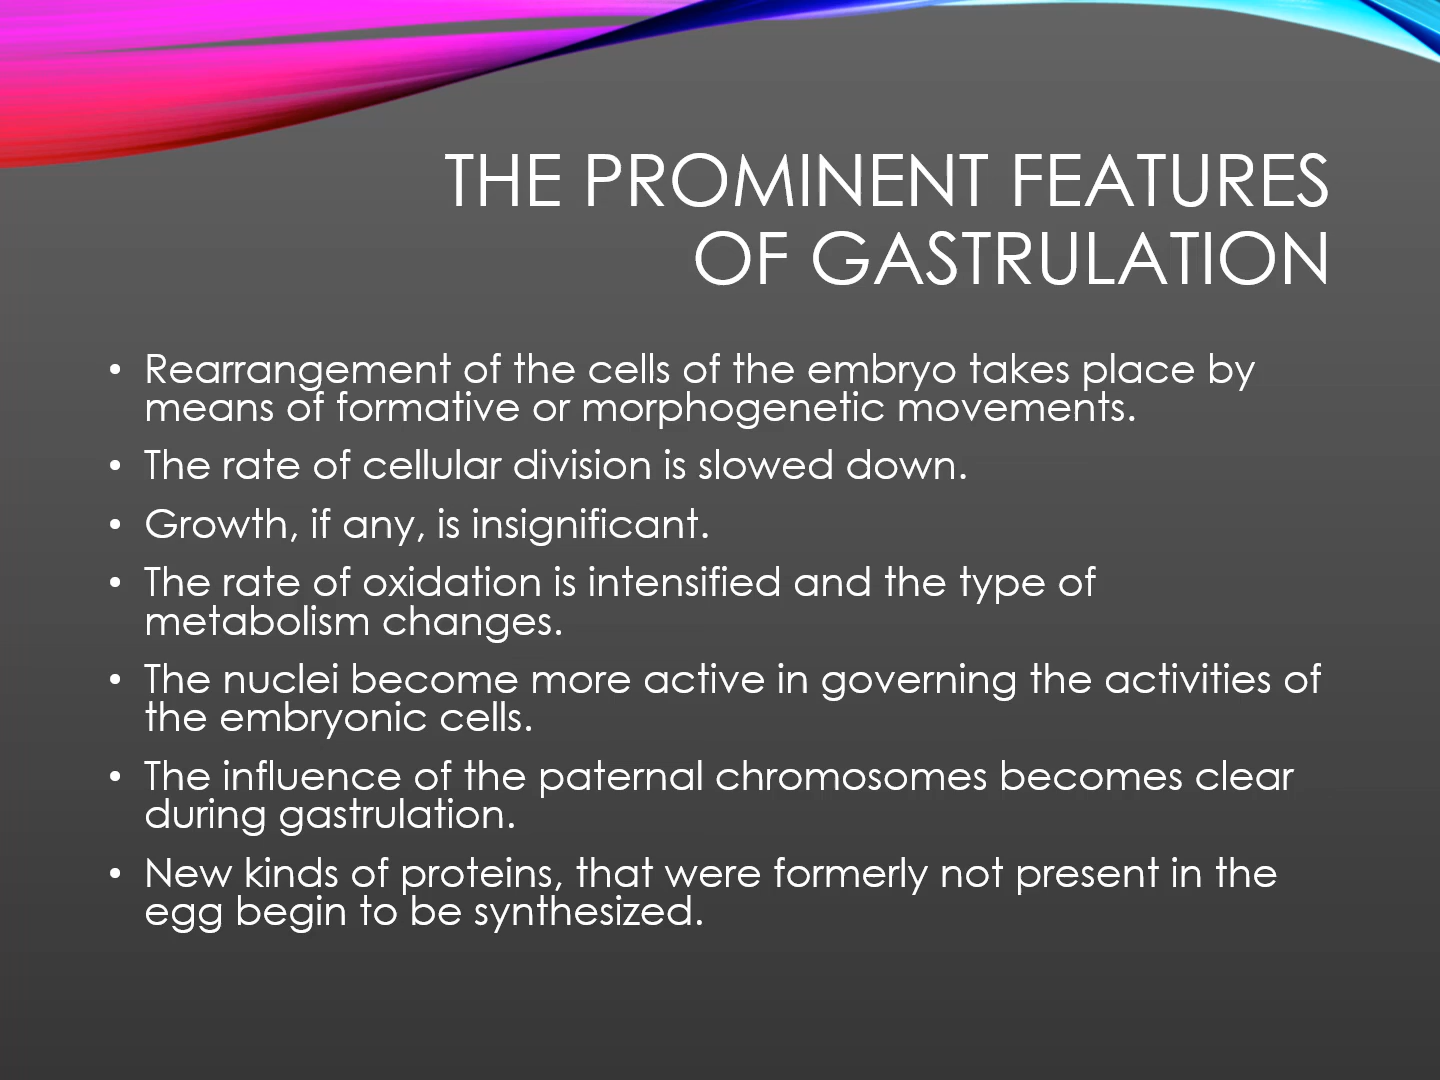 THE PROMINENT FEATURES
OF GASTRULATION
• Rearrangement of the cells of the embryo takes place by
means of formative or morphogenetic movements.
• The rate of cellular division is slowed down.
• Growth, if any, is insignificant.
• The rate of oxidation is intensified and the type of
metabolism changes.
• The nuclei become more active in governing the activities of
the embryonic cells.
• The influence of the paternal chromosomes becomes clear
during gastrulation.
• New kinds of proteins, that were formerly not present in the
egg begin to be synthesized.